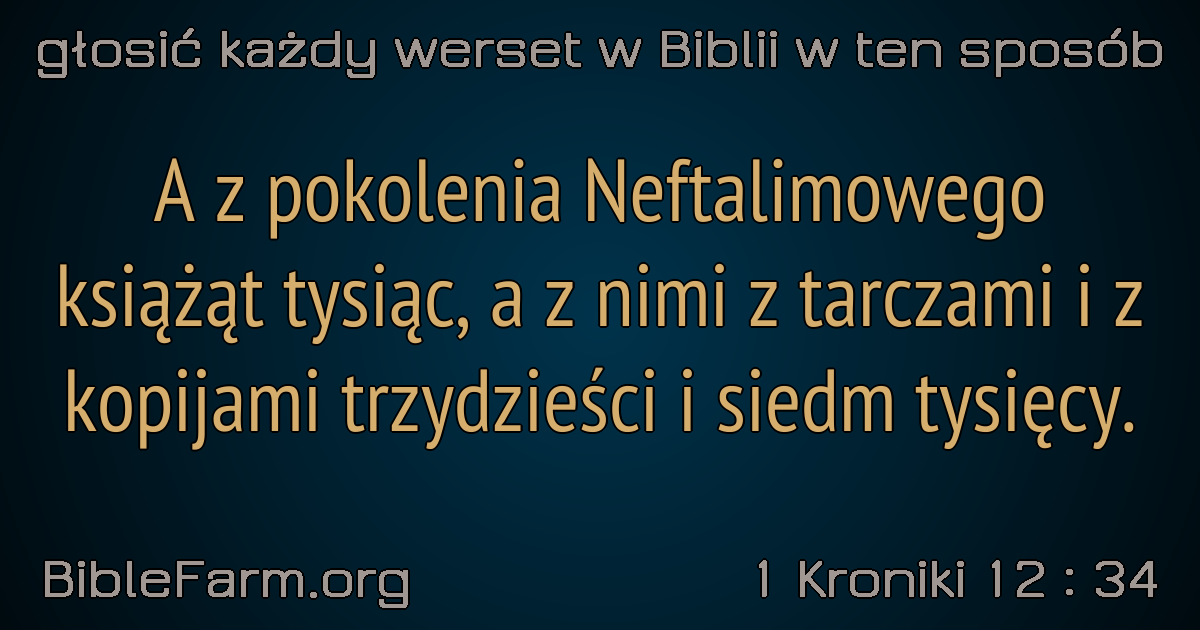 głosić każdy werset w Biblii w ten sposób
A z pokolenia Neftalimowego
książąt tysiąc, a z nimi z tarczami i z
kopijami trzydzieści i siedm tysięcy.
BibleFarm.org
1 Kroniki 12 : 34